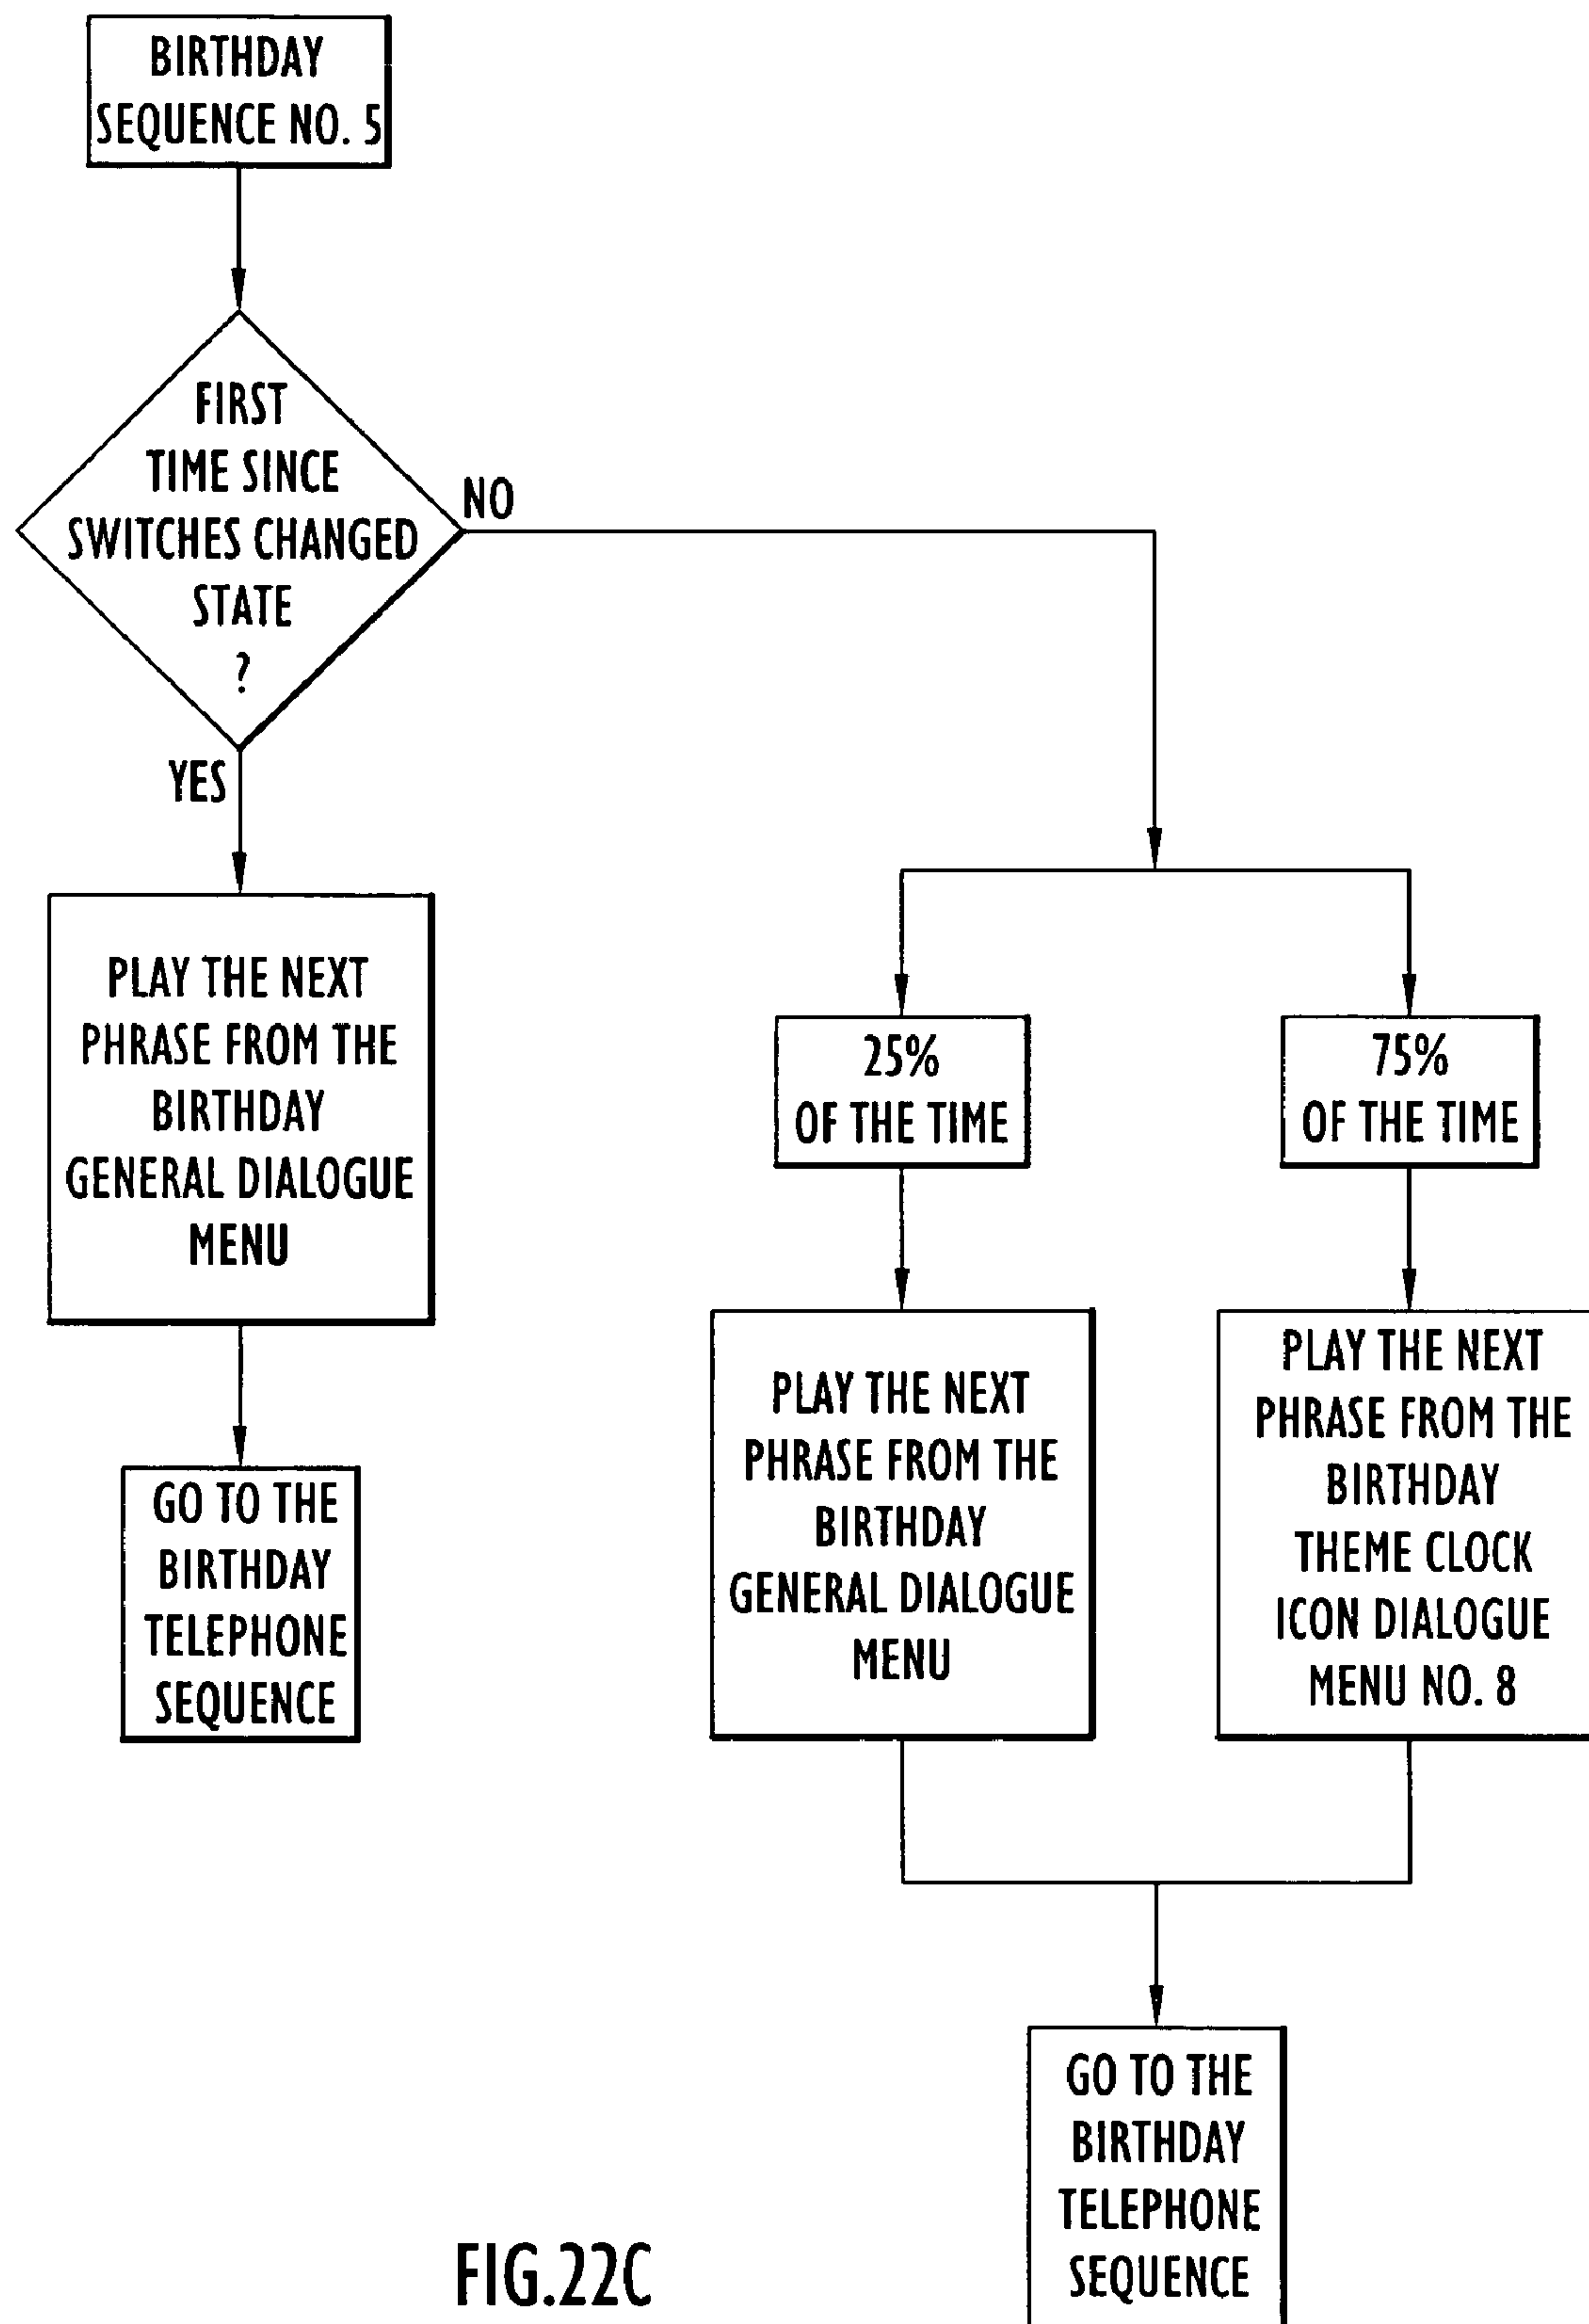 BIRTHDAY
SEQUENCE NO. 5
FIRST
TIME SINCE
SWITCHES CHANGED
STATE
?
NO
YES
PLAY THE NEXT
PHRASE FROM THE
BIRTHDAY
GENERAL DIALOGUE
MENU
GO TO THE
BIRTHDAY
TELEPHONE
SEQUENCE
25%
OF THE TIME
75%
OF THE TIME
PLAY THE NEXT
PHRASE FROM THE
BIRTHDAY
GENERAL DIALOGUE
MENU
PLAY THE NEXT
PHRASE FROM THE
BIRTHDAY
THEME CLOCK
ICON DIALOGUE
MENU NO. 8
GO TO THE
BIRTHDAY
TELEPHONE
SEQUENCE
FIG.22C